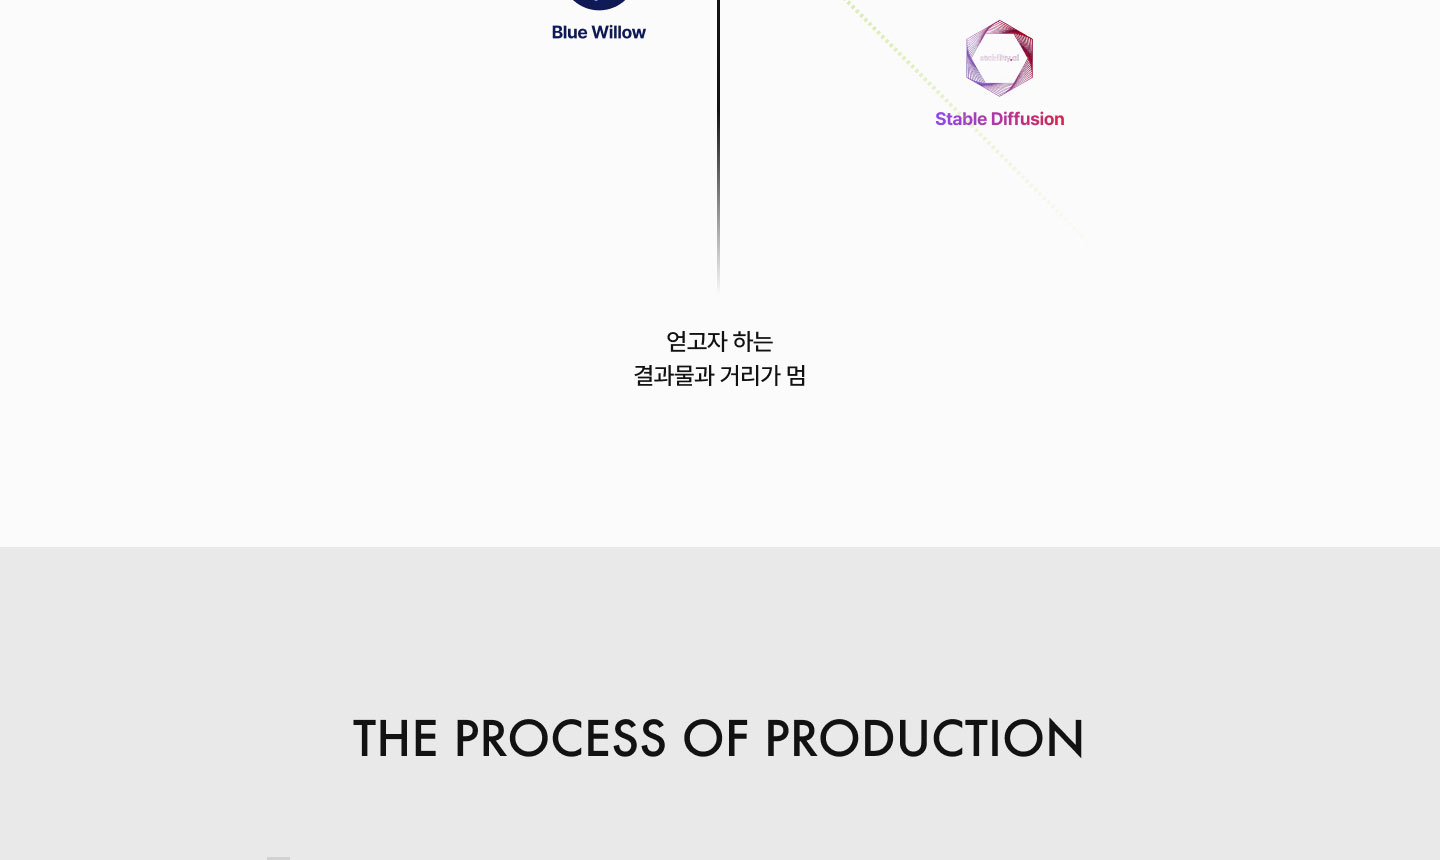 Blue Willow
stability.ai
Stable Diffusion
얻고자 하는
결과물과 거리가 멈
THE PROCESS OF PRODUCTION